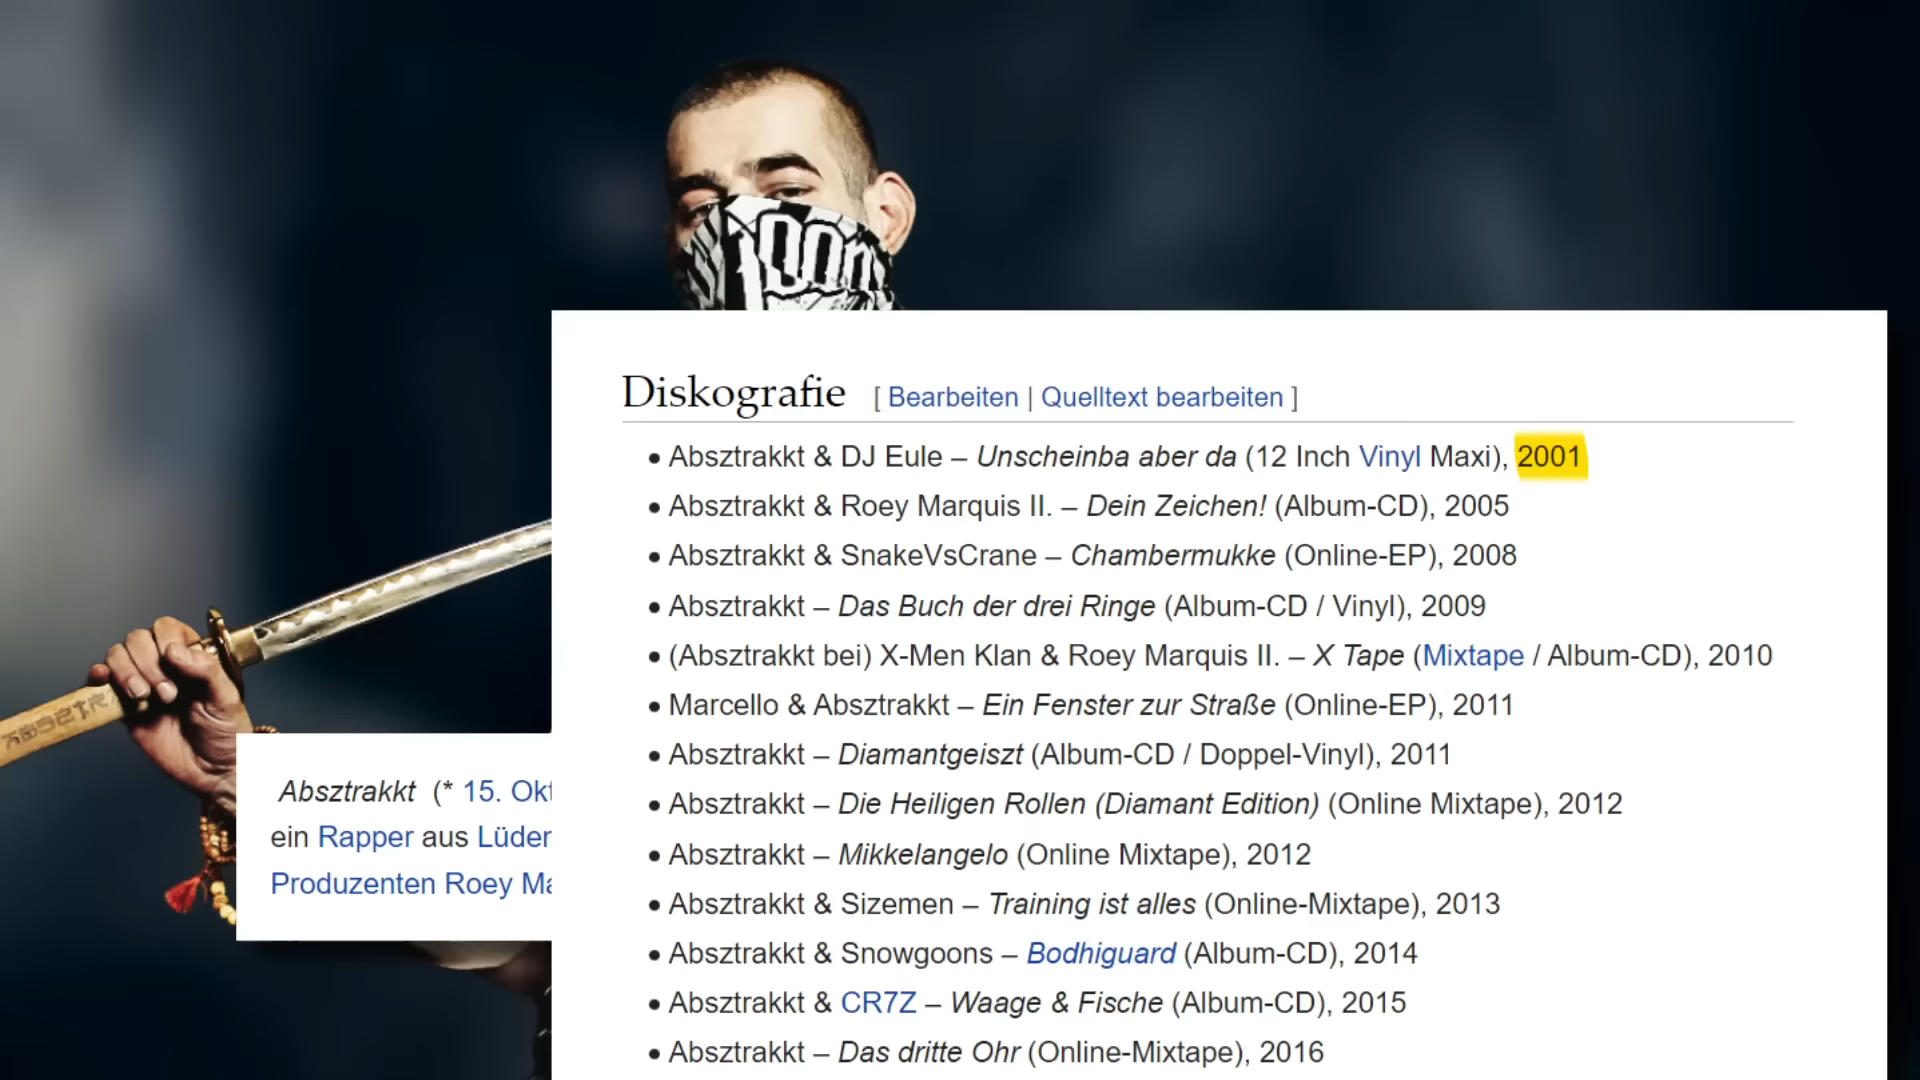 Diskografie [ Bearbeiten | Quelltext bearbeiten ]
• Absztrakkt & DJ Eule – Unscheinba aber da (12 Inch Vinyl Maxi), 2001
• Absztrakkt & Roey Marquis II. – Dein Zeichen! (Album-CD), 2005
• Absztrakkt & SnakeVsCrane – Chambermukke (Online-EP), 2008
• Absztrakkt – Das Buch der drei Ringe (Album-CD / Vinyl), 2009
• (Absztrakkt bei) X-Men Klan & Roey Marquis II. – X Tape (Mixtape / Album-CD), 2010
• Marcello & Absztrakkt – Ein Fenster zur Straße (Online-EP), 2011
• Absztrakkt – Diamantgeiszt (Album-CD / Doppel-Vinyl), 2011
• Absztrakkt – Die Heiligen Rollen (Diamant Edition) (Online Mixtape), 2012
• Absztrakkt – Mikkelangelo (Online Mixtape), 2012
• Absztrakkt & Sizemen – Training ist alles (Online-Mixtape), 2013
• Absztrakkt & Snowgoons – Bodhiguard (Album-CD), 2014
• Absztrakkt & CR7Z – Waage & Fische (Album-CD), 2015
• Absztrakkt – Das dritte Ohr (Online-Mixtape), 2016
Absztrakkt (* 15. Okt
ein Rapper aus Lüder
Produzenten Roey Ma